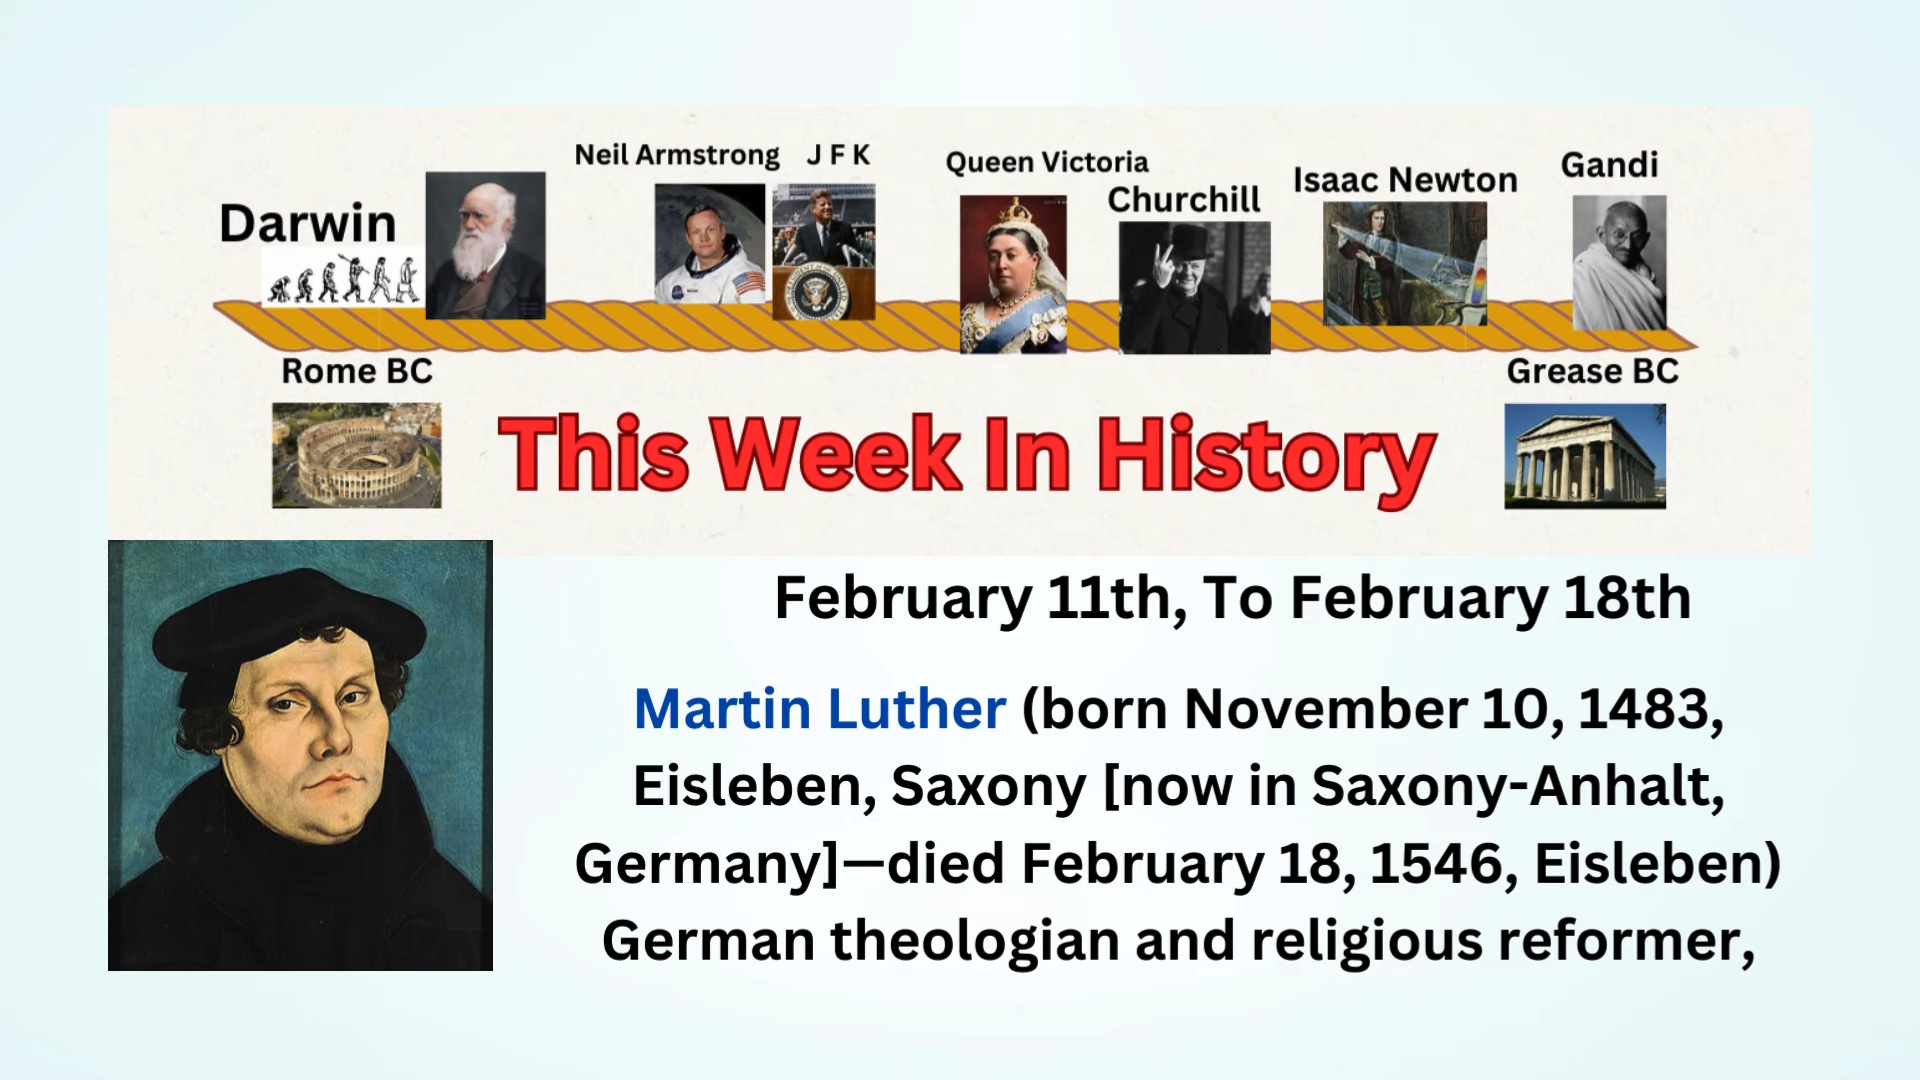 Neil Armstrong J F K
Queen Victoria
Gandi
Isaac Newton
Churchill
Darwin
Rome BC
Grease BC
This Week In History
February 11th, To February 18th
Martin Luther (born November 10, 1483,
Eisleben, Saxony [now in Saxony-Anhalt,
Germany]—died February 18, 1546, Eisleben)
German theologian and religious reformer,